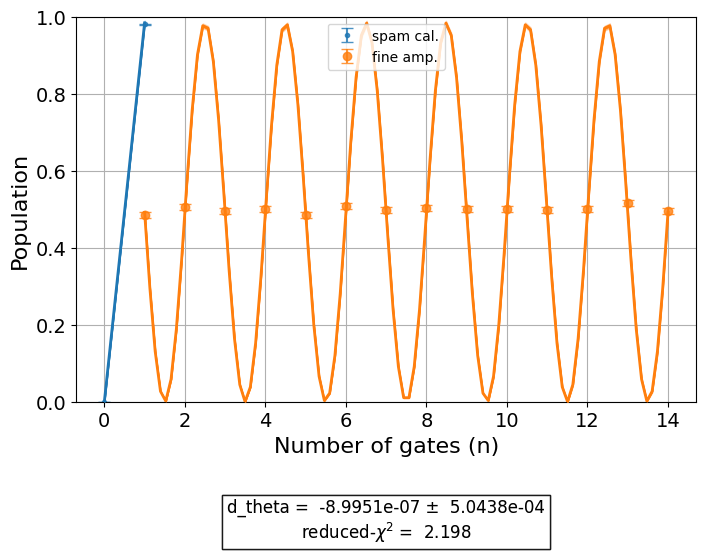 1.0
0.8
0.6
0.4
0.2
0.0
Population
spam cal.
fine amp.
0 2 4 6 8 10 12 14
Number of gates (n)
d_theta = -8.9951e-07 ± 5.0438e-04
reduced-χ² = 2.198